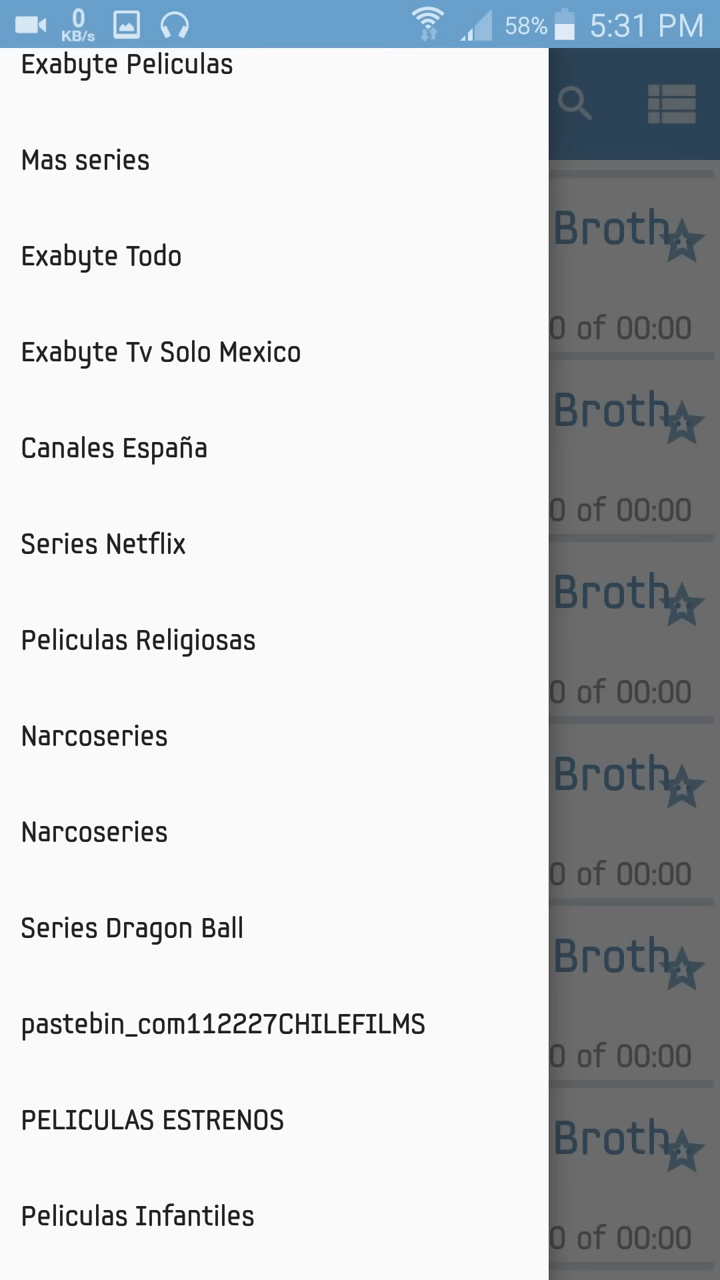 0 KB/s 58% 5:31 PM
Exabyte Peliculas
Mas series
Exabyte Todo
Exabyte Tv Solo Mexico
Canales España
Series Netflix
Peliculas Religiosas
Narcoseries
Narcoseries
Series Dragon Ball
pastebin_com112227CHILEFILMS
PELICULAS ESTRENOS
Peliculas Infantiles
Broth
0 of 00:00
Broth
0 of 00:00
Broth
0 of 00:00
Broth
0 of 00:00
Broth
0 of 00:00
Broth
0 of 00:00